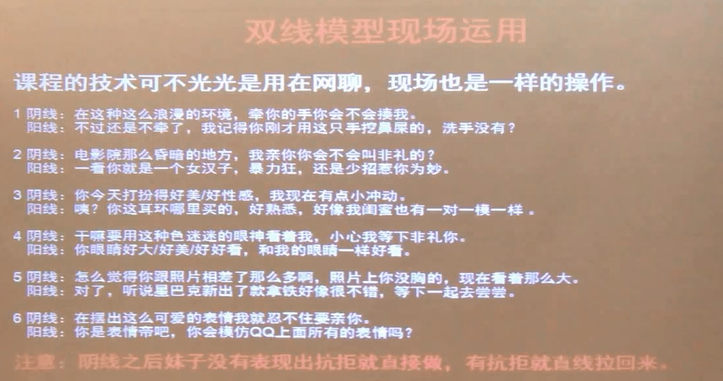 双线模型现场运用
课程的技术可不光光是用在网聊，现场也是一样的操作。
1 阴线：在这种这么浪漫的环境，牵你的手你会不会揍我。
阳线：不过还是不牵了，我记得你刚才用这只手挖鼻屎的，洗手没有？
2 阴线：电影院那么昏暗的地方，我亲你你会不会叫非礼的？
阳线：一看你就是一个女汉子，暴力狂，还是少招惹你为妙。
3 阴线：你今天打扮得好美/好性感，我现在有点小冲动。
阳线：咦？你这耳环哪里买的，好熟悉，好像我闺蜜也有一对一模一样 。
4 阴线：干嘛要用这种色迷迷的眼神看着我，小心我等下非礼你。
阳线：你眼睛好大/好美/好好看，和我的眼睛一样好看。
5 阴线：怎么觉得你跟照片相差了那么多啊，照片上你没胸的，现在看着那么大。
阳线：对了，听说星巴克新出了款拿铁好像很不错，等下一起去尝尝。
6 阴线：在摆出这么可爱的表情我就忍不住要亲你。
阳线：你是表情帝吧，你会模仿QQ上面所有的表情吗？
注意：阴线之后妹子没有表现出抗拒就直接做，有抗拒就直线拉回来。